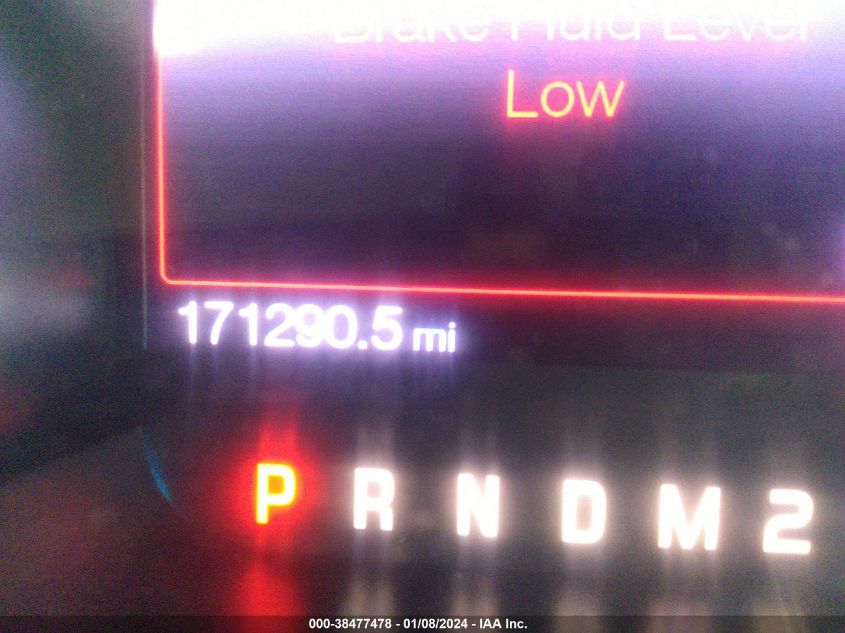 Brake Fluid Level
Low
171290.5 mi
P R N D M 2
000-38477478 - 01/08/2024 - IAA Inc.